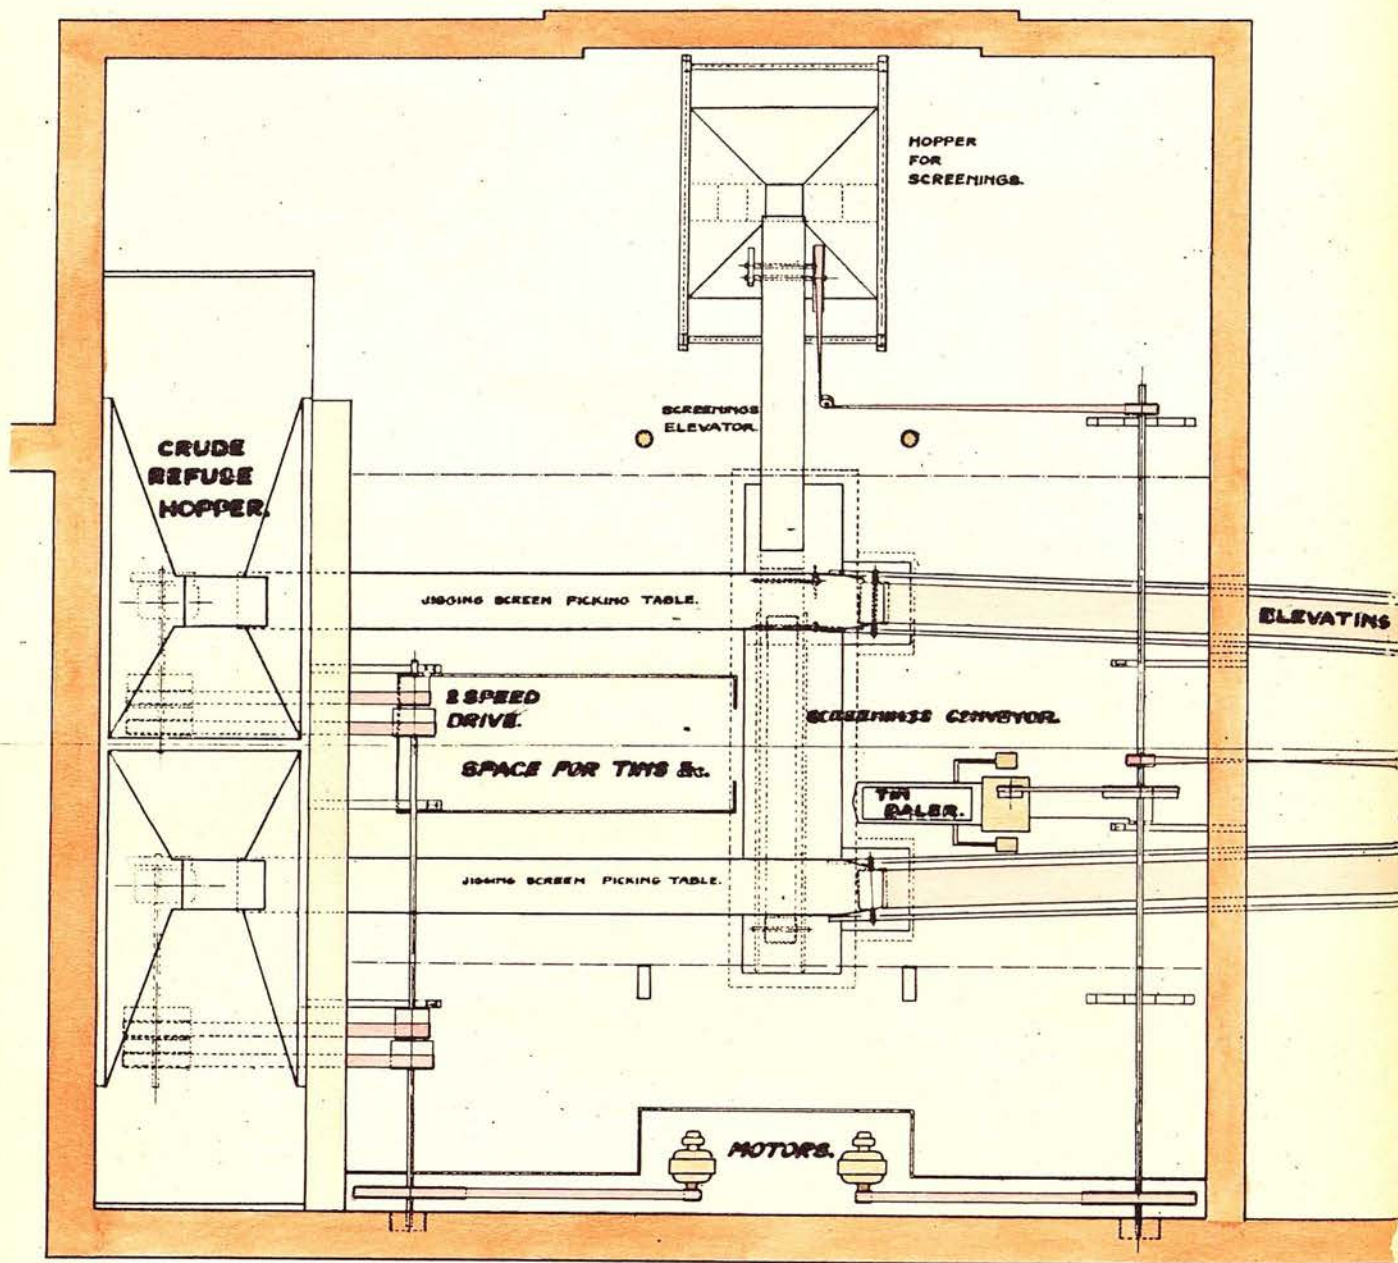 HOPPER
FOR
SCREENINGS.
SCREENINGS
ELEVATOR.
CRUDE
REFUSE
HOPPER.
JIGGING SCREEN PICKING TABLE.
ELEVATING
2 SPEED
DRIVE.
SCREENINGS CONVEYOR.
SPACE FOR TINS &c.
TIN
BALER.
JIGGING SCREEN PICKING TABLE.
MOTORS.